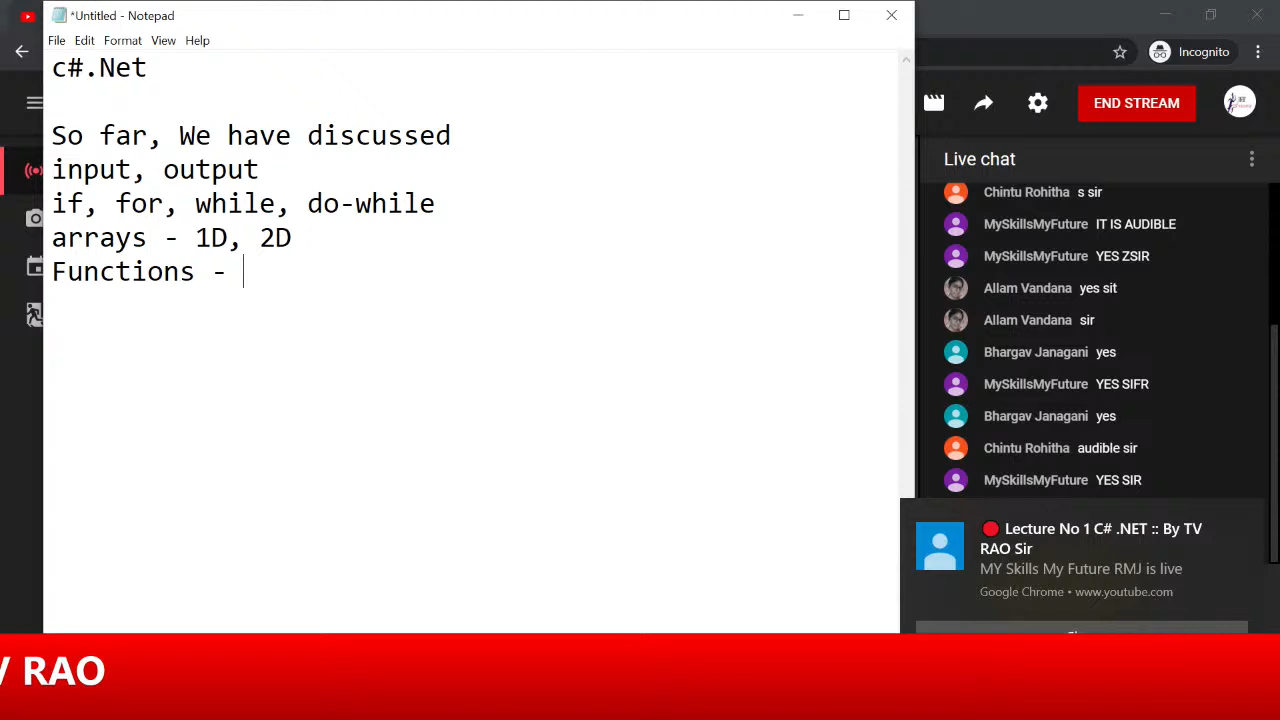 *Untitled - Notepad
File Edit Format View Help
c#.Net
So far, We have discussed
input, output
if, for, while, do-while
arrays - 1D, 2D
Functions -
Incognito
END STREAM
Live chat
Chintu Rohitha s sir
MySkillsMyFuture IT IS AUDIBLE
MySkillsMyFuture YES ZSIR
Allam Vandana yes sit
Allam Vandana sir
Bhargav Janagani yes
MySkillsMyFuture YES SIFR
Bhargav Janagani yes
Chintu Rohitha audible sir
MySkillsMyFuture YES SIR
Lecture No 1 C# .NET :: By TV
RAO Sir
MY Skills My Future RMJ is live
Google Chrome • www.youtube.com
V RAO